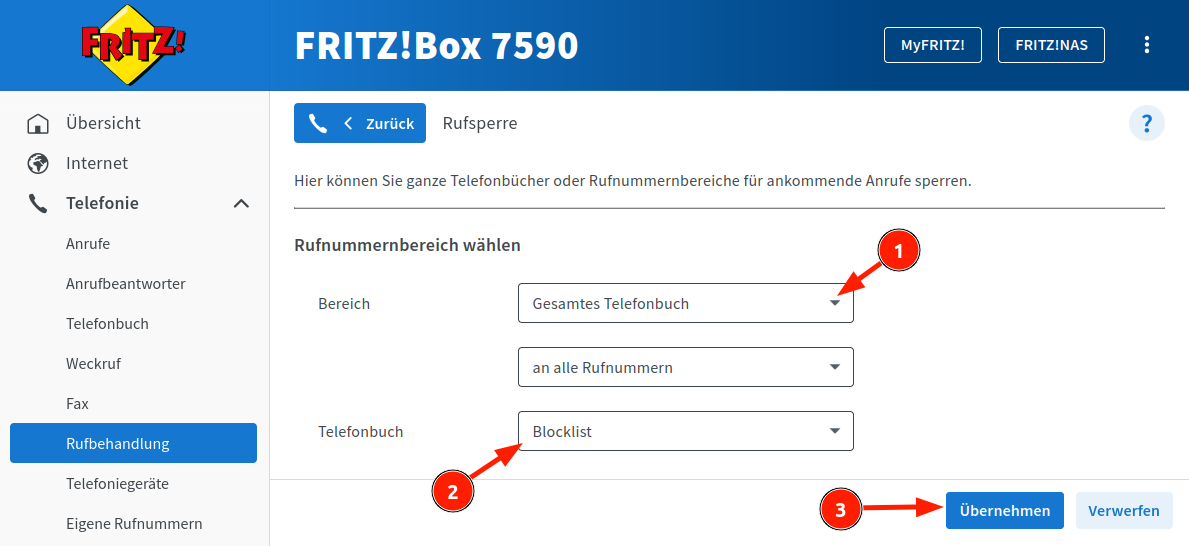 FRITZ!
FRITZ!Box 7590
MyFRITZ!
FRITZ!NAS
Übersicht
Internet
Telefonie
Anrufe
Anrufbeantworter
Telefonbuch
Weckruf
Fax
Rufbehandlung
Telefoniegeräte
Eigene Rufnummern
Zurück
Rufsperre
?
Hier können Sie ganze Telefonbücher oder Rufnummernbereiche für ankommende Anrufe sperren.
Rufnummernbereich wählen
1
Bereich
Gesamtes Telefonbuch
an alle Rufnummern
Telefonbuch
Blocklist
2
3
Übernehmen
Verwerfen